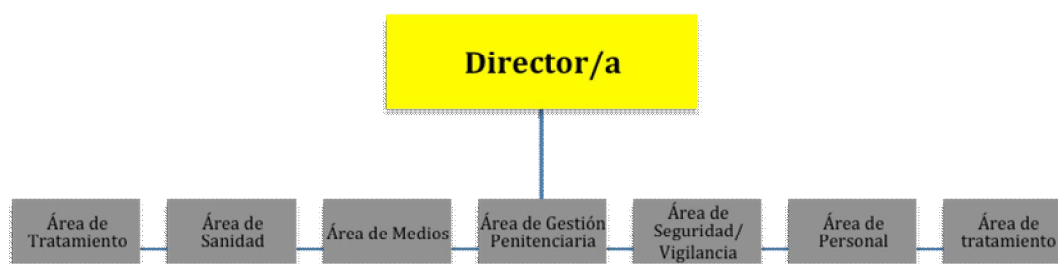 Director/a
Área de
Tratamiento
Área de
Sanidad
Área de Medios
Área de Gestión
Penitenciaria
Área de
Seguridad/
Vigilancia
Área de
Personal
Área de
tratamiento